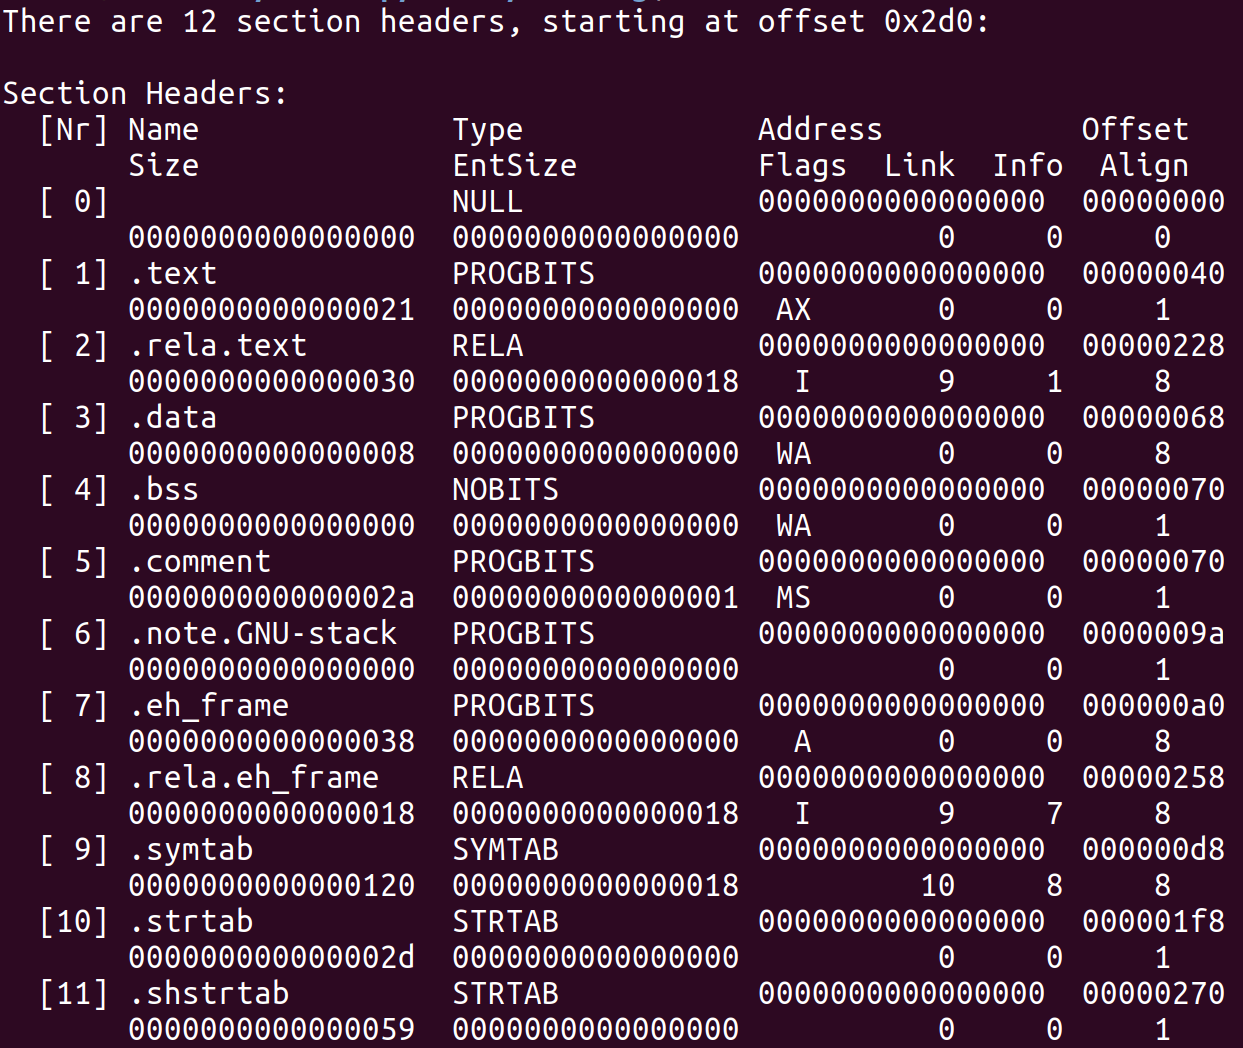 There are 12 section headers, starting at offset 0x2d0:

Section Headers:
  [Nr] Name              Type             Address           Offset
       Size              EntSize          Flags  Link  Info  Align
  [ 0]                   NULL             0000000000000000  00000000
       0000000000000000  0000000000000000           0     0     0
  [ 1] .text             PROGBITS         0000000000000000  00000040
       0000000000000021  0000000000000000  AX       0     0     1
  [ 2] .rela.text        RELA             0000000000000000  00000228
       0000000000000030  0000000000000018   I       9     1     8
  [ 3] .data             PROGBITS         0000000000000000  00000068
       0000000000000008  0000000000000000  WA       0     0     8
  [ 4] .bss              NOBITS           0000000000000000  00000070
       0000000000000000  0000000000000000  WA       0     0     1
  [ 5] .comment          PROGBITS         0000000000000000  00000070
       000000000000002a  0000000000000001  MS       0     0     1
  [ 6] .note.GNU-stack   PROGBITS         0000000000000000  0000009a
       0000000000000000  0000000000000000           0     0     1
  [ 7] .eh_frame         PROGBITS         0000000000000000  000000a0
       0000000000000038  0000000000000000   A       0     0     8
  [ 8] .rela.eh_frame    RELA             0000000000000000  00000258
       0000000000000018  0000000000000018   I       9     7     8
  [ 9] .symtab           SYMTAB           0000000000000000  000000d8
       0000000000000120  0000000000000018          10     8     8
  [10] .strtab           STRTAB           0000000000000000  000001f8
       000000000000002d  0000000000000000           0     0     1
  [11] .shstrtab         STRTAB           0000000000000000  00000270
       0000000000000059  0000000000000000           0     0     1